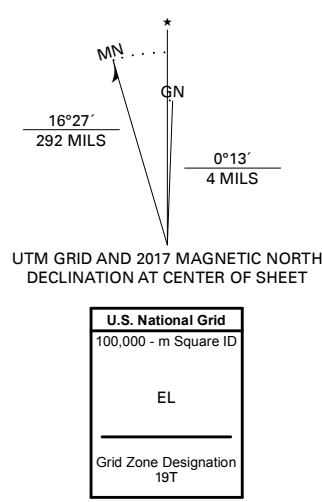 ★
MN
GN
16°27´
292 MILS
0°13´
4 MILS
UTM GRID AND 2017 MAGNETIC NORTH
DECLINATION AT CENTER OF SHEET
U.S. National Grid
100,000 - m Square ID
EL
Grid Zone Designation
19T